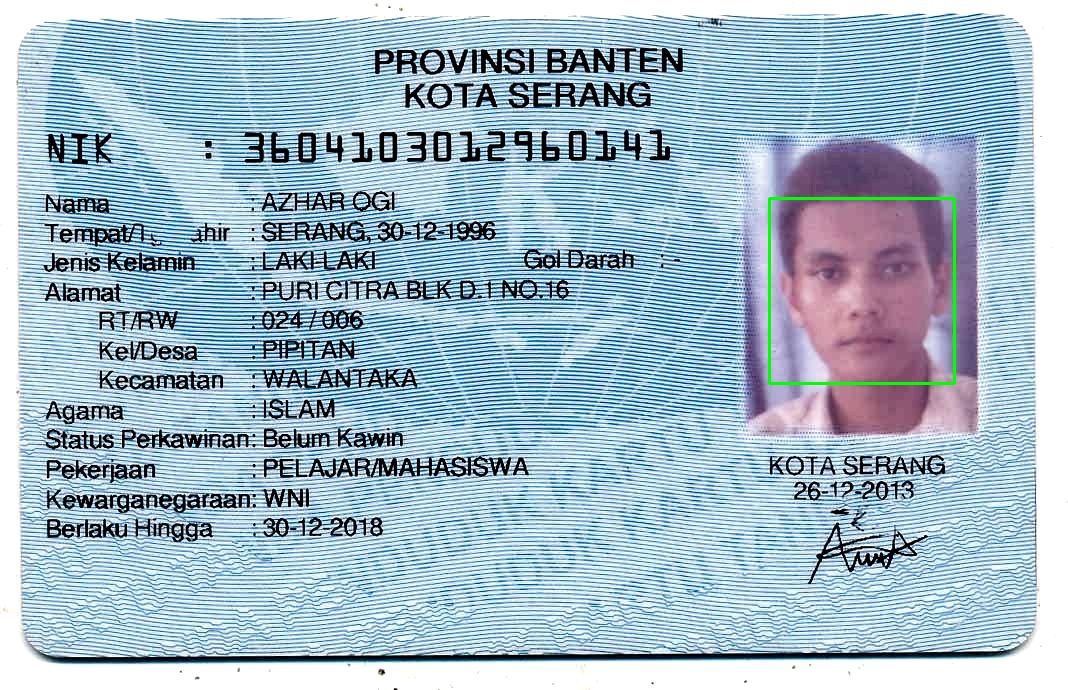 PROVINSI BANTEN
KOTA SERANG
NIK : 3604103012960141
Nama : AZHAR OGI
Tempat/ : SERANG, 30-12-1996
Jenis Kelamin : LAKI-LAKI Gol Darah : -
Alamat : PURI CITRA BLK D.1 NO.16
RT/RW : 024 / 006
Kel/Desa : PIPITAN
Kecamatan : WALANTAKA
Agama : ISLAM
Status Perkawinan: Belum Kawin
Pekerjaan : PELAJAR/MAHASISWA
Kewarganegaraan: WNI
Berlaku Hingga : 30-12-2018
KOTA SERANG
26-12-2013